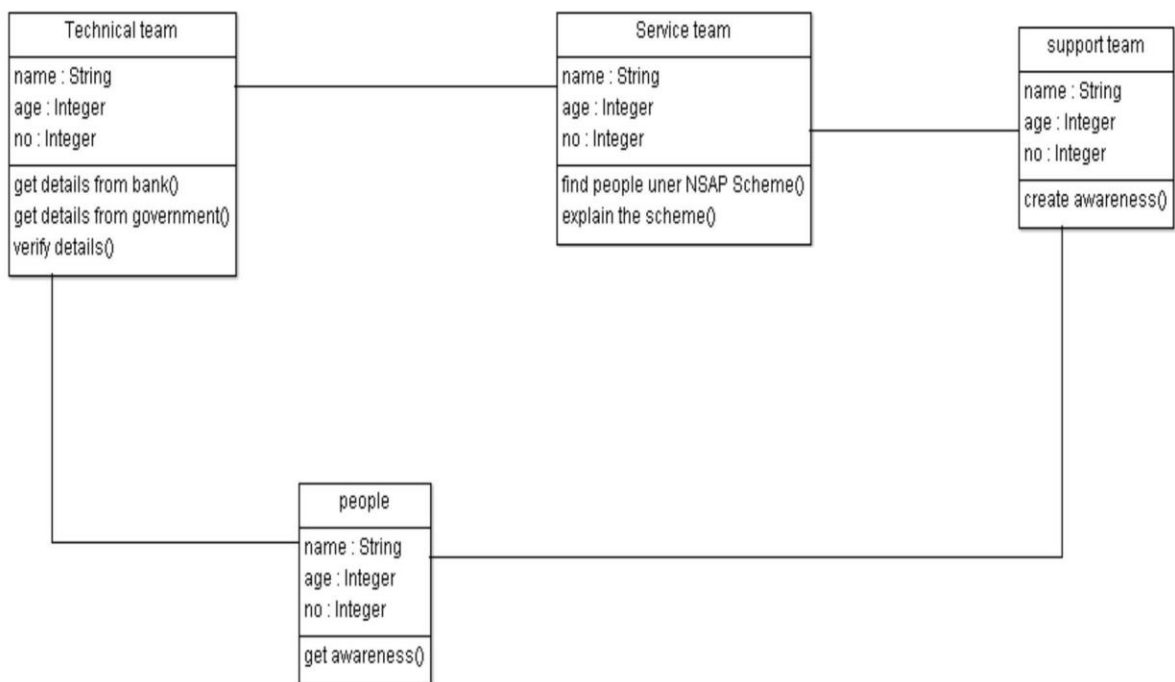 Technical team
name : String
age : Integer
no : Integer
get details from bank()
get details from government()
verify details()
Service team
name : String
age : Integer
no : Integer
find people uner NSAP Scheme()
explain the scheme()
support team
name : String
age : Integer
no : Integer
create awareness()
people
name : String
age : Integer
no : Integer
get awareness()